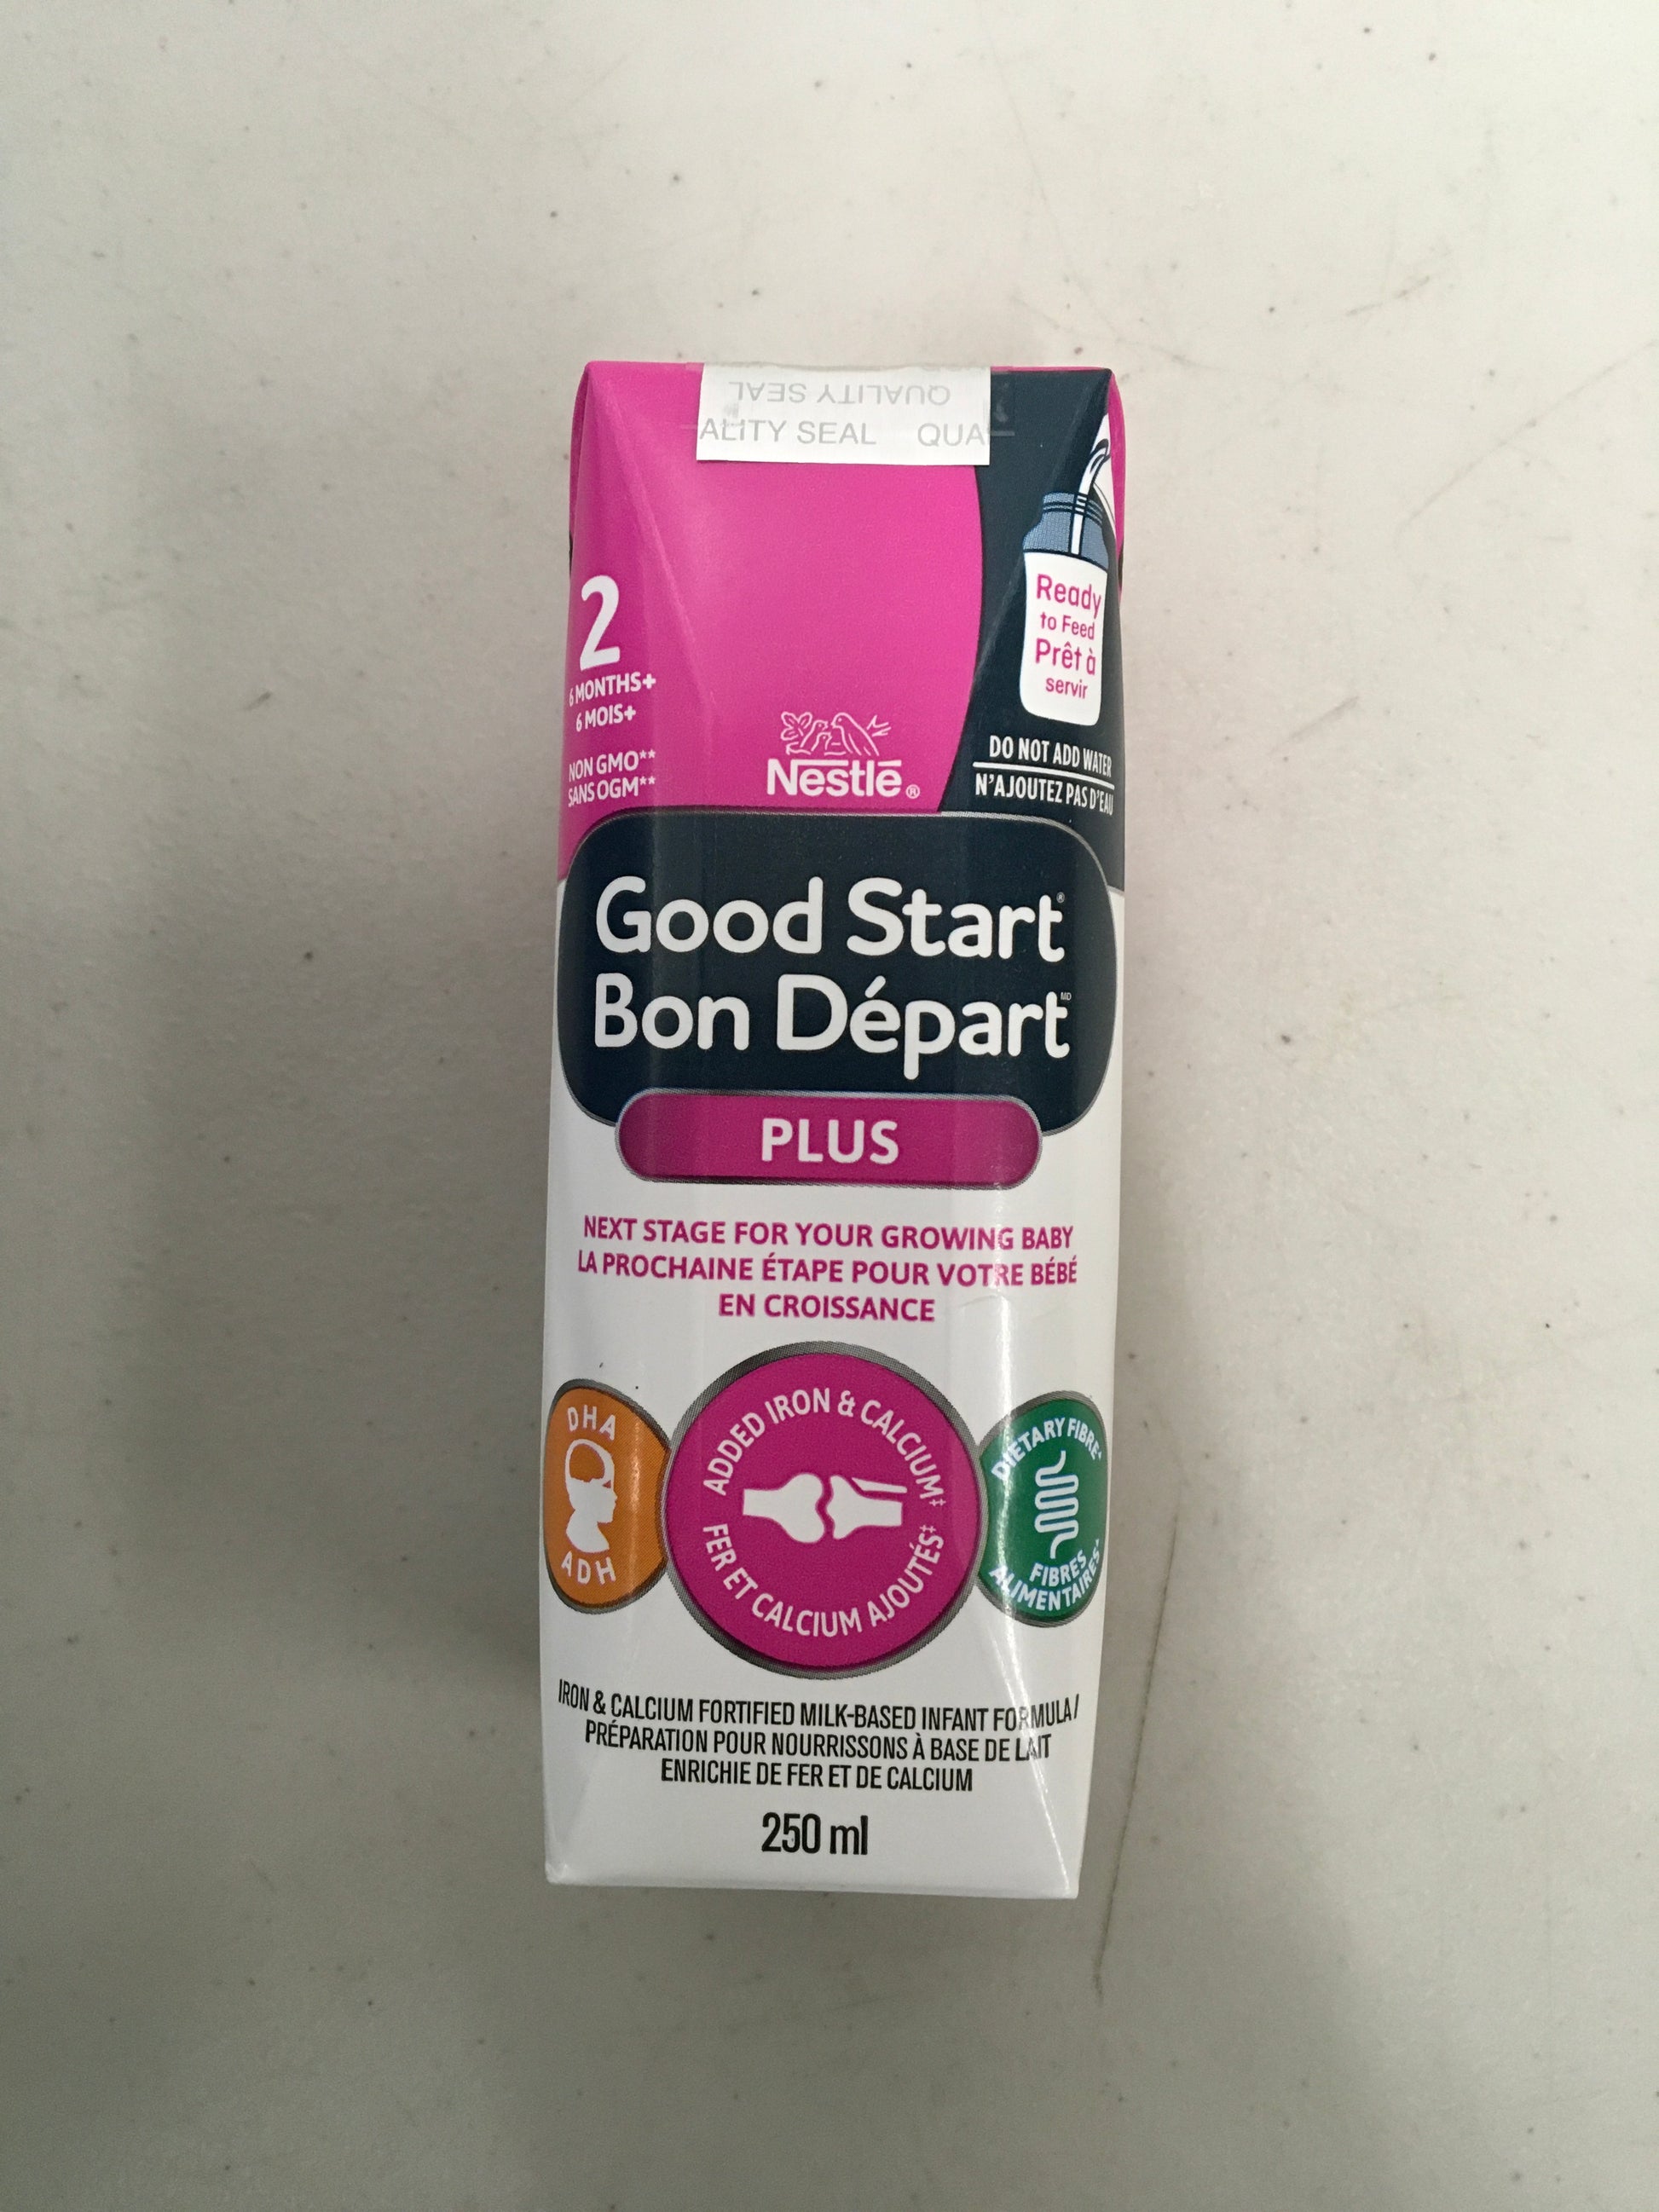 QUALITY SEAL
ALITY SEAL QUA
2
6 MONTHS+
6 MOIS+
NON GMO**
SANS OGM**
Nestlé®
Ready
to Feed
Prêt à
servir
DO NOT ADD WATER
N'AJOUTEZ PAS D'EAU
Good Start®
Bon Départ MD
PLUS
NEXT STAGE FOR YOUR GROWING BABY
LA PROCHAINE ÉTAPE POUR VOTRE BÉBÉ
EN CROISSANCE
DHA
ADH
ADDED IRON & CALCIUM‡
FER ET CALCIUM AJOUTÉS‡
DIETARY FIBRE^
FIBRES
ALIMENTAIRES^
IRON & CALCIUM FORTIFIED MILK-BASED INFANT FORMULA /
PRÉPARATION POUR NOURRISSONS À BASE DE LAIT
ENRICHIE DE FER ET DE CALCIUM
250 ml